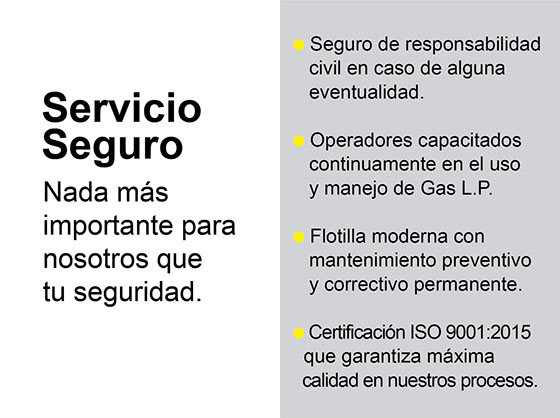 Servicio
Seguro
Nada más
importante para
nosotros que
tu seguridad.
Seguro de responsabilidad
civil en caso de alguna
eventualidad.
Operadores capacitados
continuamente en el uso
y manejo de Gas L.P.
Flotilla moderna con
mantenimiento preventivo
y correctivo permanente.
Certificación ISO 9001:2015
que garantiza máxima
calidad en nuestros procesos.